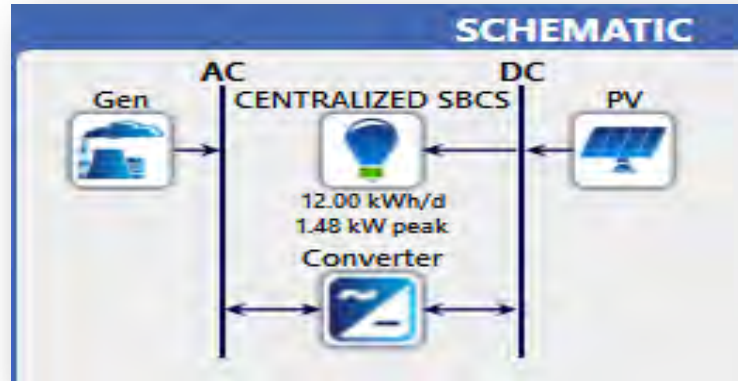 SCHEMATIC
AC DC
Gen CENTRALIZED SBCS PV
12.00 kWh/d
1.48 kW peak
Converter